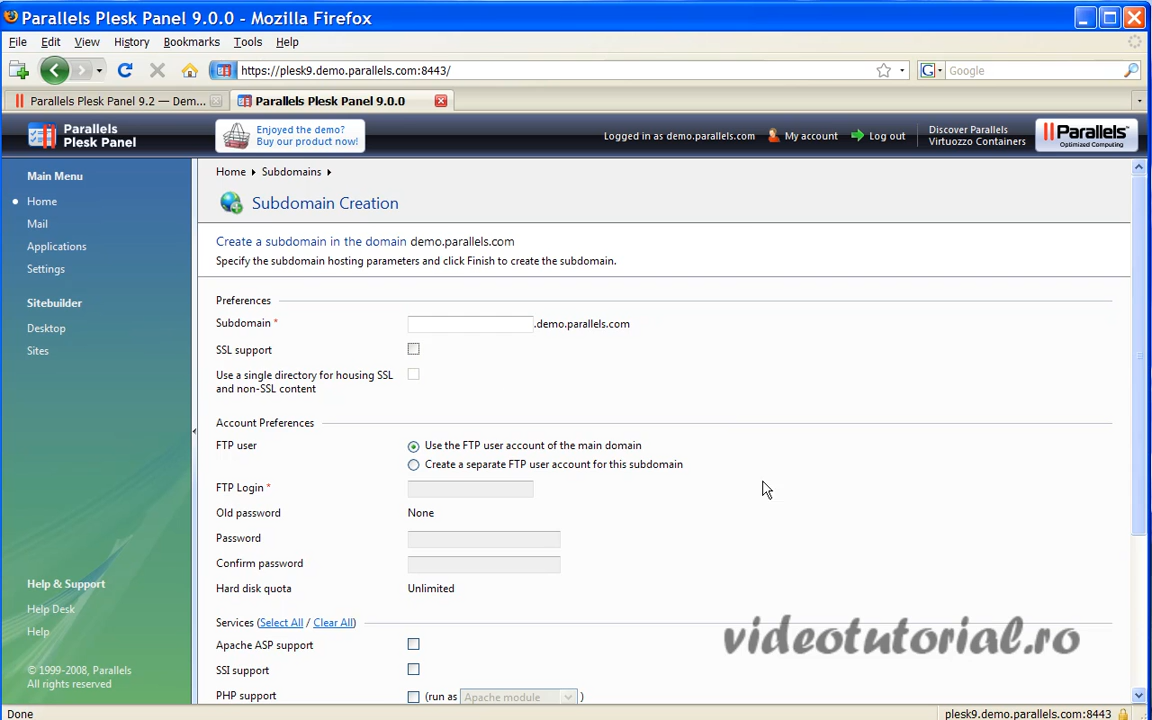 Parallels Plesk Panel 9.0.0 - Mozilla Firefox
File Edit View History Bookmarks Tools Help
https://plesk9.demo.parallels.com:8443/
Google
Parallels Plesk Panel 9.2 — Dem...
Parallels Plesk Panel 9.0.0
Parallels
Plesk Panel
Enjoyed the demo?
Buy our product now!
Logged in as demo.parallels.com
My account
Log out
Discover Parallels
Virtuozzo Containers
Parallels™
Optimized Computing
Main Menu
Home
Mail
Applications
Settings
Sitebuilder
Desktop
Sites
Help & Support
Help Desk
Help
© 1999-2008, Parallels
All rights reserved
Home Subdomains
Subdomain Creation
Create a subdomain in the domain demo.parallels.com
Specify the subdomain hosting parameters and click Finish to create the subdomain.
Preferences
Subdomain * .demo.parallels.com
SSL support
Use a single directory for housing SSL
and non-SSL content
Account Preferences
FTP user
Use the FTP user account of the main domain
Create a separate FTP user account for this subdomain
FTP Login *
Old password None
Password
Confirm password
Hard disk quota Unlimited
Services (Select All / Clear All)
Apache ASP support
SSI support
PHP support (run as Apache module )
videotutorial.ro
Done
plesk9.demo.parallels.com:8443